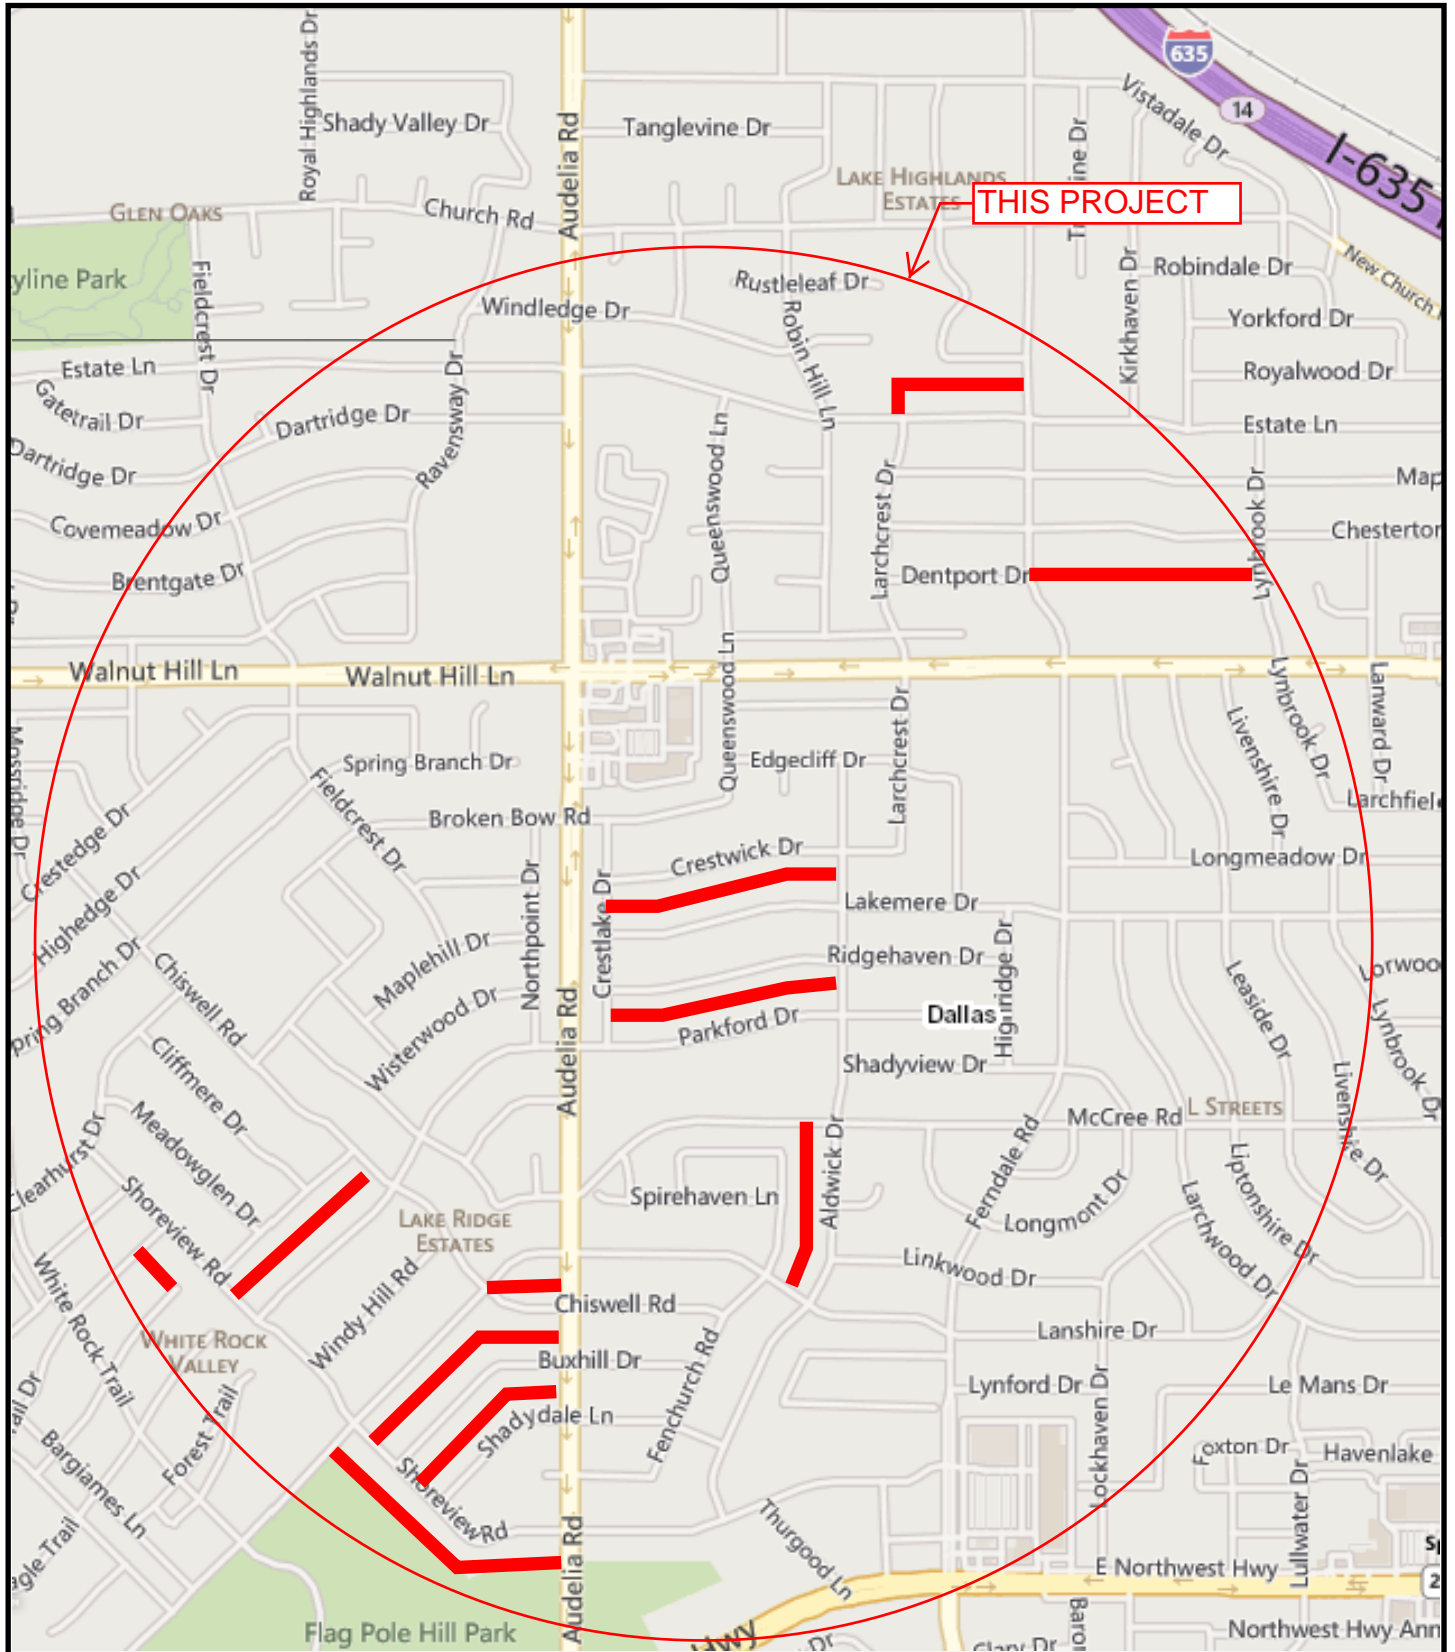 635
14
I-635
Royal Highlands Dr
Shady Valley Dr
Audelia Rd
Tanglevine Dr
Vistadale Dr
LAKE HIGHLANDS
ESTATES
THIS PROJECT
GLEN OAKS
Church Rd
Robindale Dr
New Church
Fieldcrest Dr
Rustleleaf Dr
Windledge Dr
Robin Hill Ln
Kirkhaven Dr
Yorkford Dr
Estate Ln
Royalwood Dr
Gatetrail Dr
Dartridge Dr
Ravensway Dr
Estate Ln
Dartridge Dr
Queenswood Ln
Larchcrest Dr
Lynbrook Dr
Covemeadow Dr
Chesterton
Brentgate Dr
Dentport Dr
Walnut Hill Ln
Walnut Hill Ln
Queenswood Ln
Larchcrest Dr
Lynbrook Dr
Lanward Dr
Livenshire Dr
Mossridge Dr
Spring Branch Dr
Edgecliff Dr
Fieldcrest Dr
Broken Bow Rd
Crestedge Dr
Crestwick Dr
Longmeadow Dr
Highedge Dr
Northpoint Dr
Crestlake Dr
Lakemere Dr
Maplehill Dr
Ridgehaven Dr
Highridge Dr
Spring Branch Dr
Chiswell Rd
Wisterwood Dr
Audelia Rd
Parkford Dr
Dallas
Leaside Dr
Lynbrook Dr
Cliffmere Dr
Shadyview Dr
Livenshire Dr
Meadowglen Dr
McCree Rd
L STREETS
Clearhurst Dr
Aldwick Dr
Ferndale Rd
Liptonshire Dr
Shoreview Rd
LAKE RIDGE
ESTATES
Spirehaven Ln
Longmont Dr
Larchwood Dr
White Rock Trail
Windy Hill Rd
Linkwood Dr
Chiswell Rd
WHITE ROCK
VALLEY
Lanshire Dr
Buxhill Dr
Fenchurch Rd
Lynford Dr
Lockhaven Dr
Le Mans Dr
Forest Trail
Shadydale Ln
Bargiames Ln
Shoreview Rd
Foxton Dr
Havenlake
Lullwater Dr
Thurgood Ln
E Northwest Hwy
Audelia Rd
Flag Pole Hill Park
Hwy
Northwest Hwy Ann